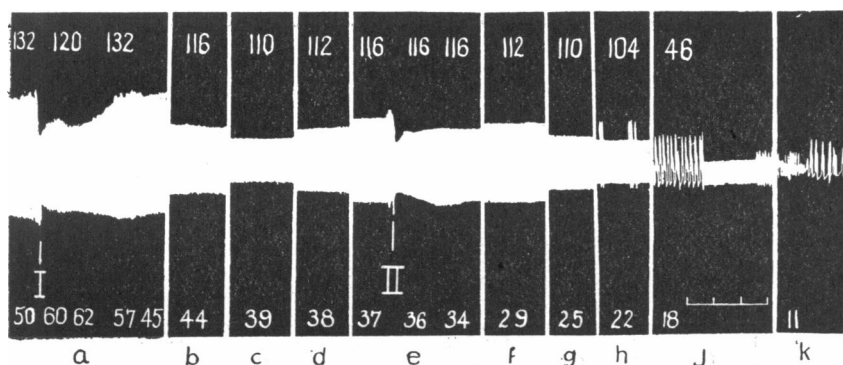 132 120 132 116 110 112 116 116 116 112 110 104 46
I II
50 60 62 57 45 44 39 38 37 36 34 29 25 22 18 11
a b c d e f g h j k